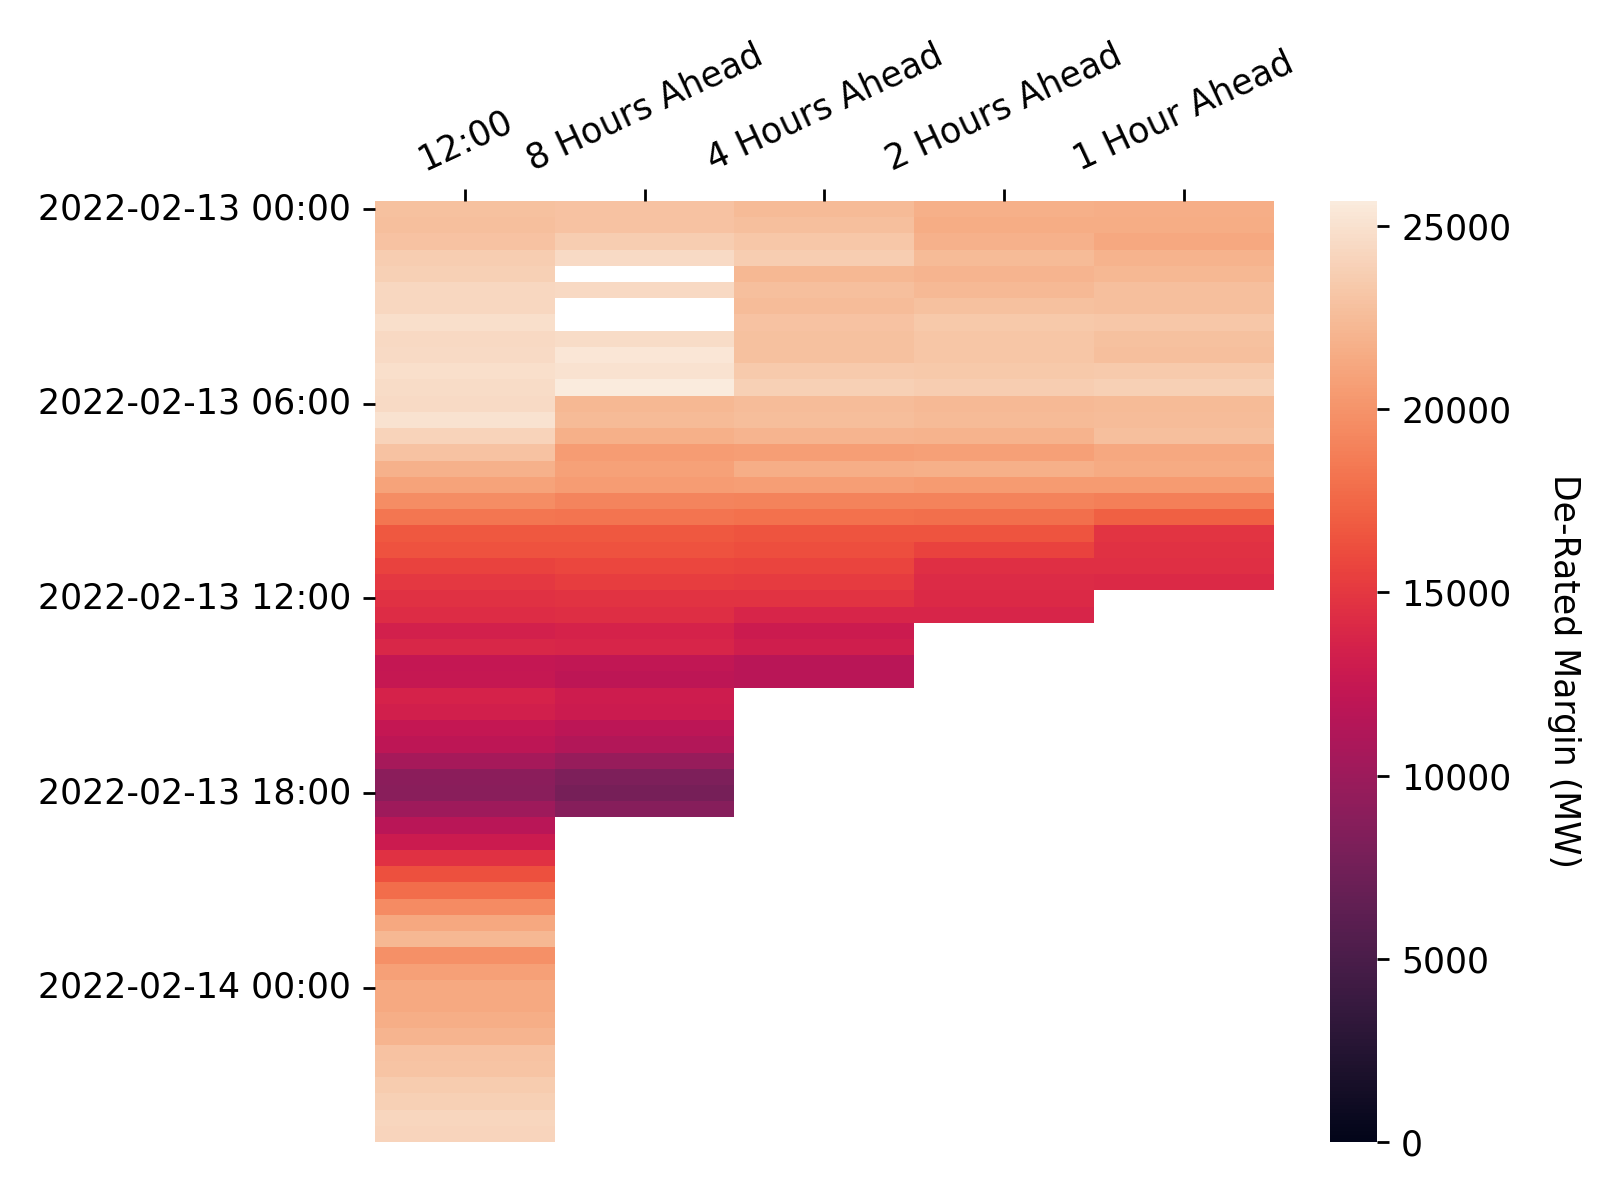 12:00
8 Hours Ahead
4 Hours Ahead
2 Hours Ahead
1 Hour Ahead
2022-02-13 00:00
2022-02-13 06:00
2022-02-13 12:00
2022-02-13 18:00
2022-02-14 00:00
25000
20000
15000
10000
5000
0
De-Rated Margin (MW)